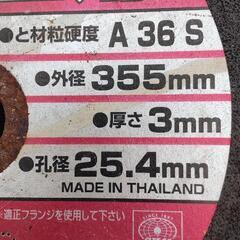 ●と材粒硬度 A 36 S
●外径 355mm
●厚さ 3mm
●孔径 25.4mm
MADE IN THAILAND
※適正フランジを使用して下さい